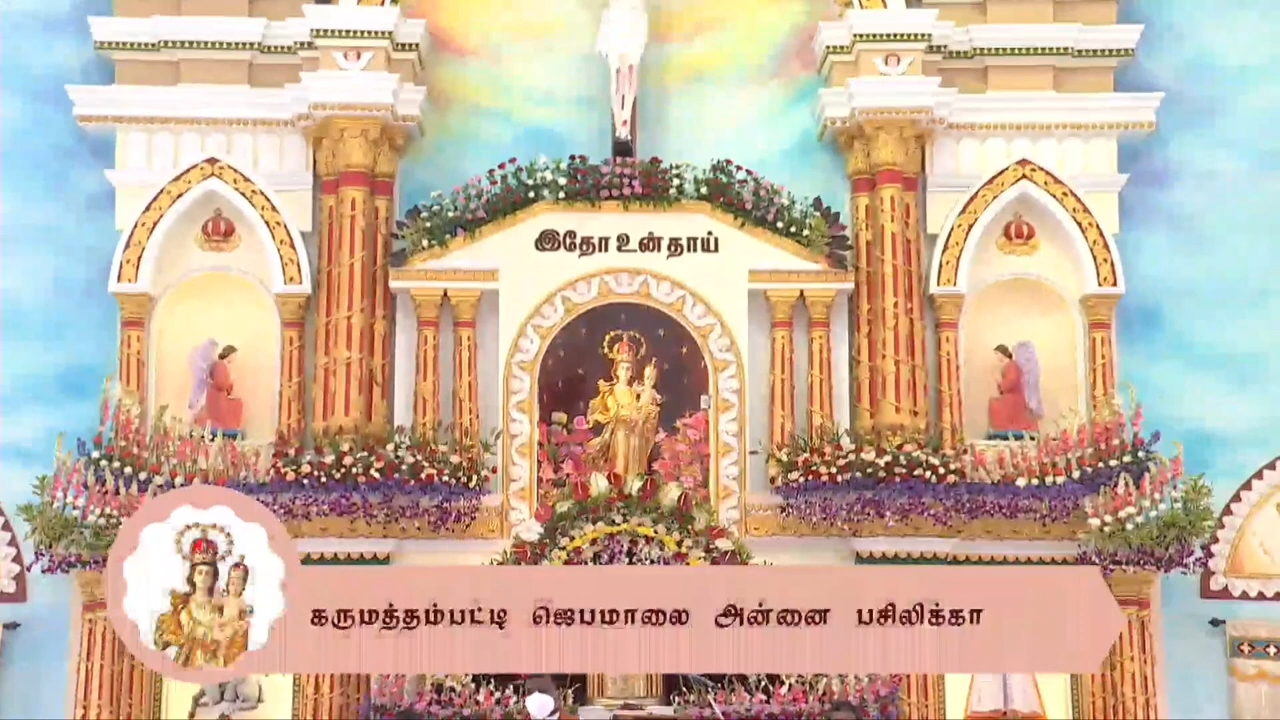 இதோ உன் தாய்
கருமத்தம்பட்டி ஜெபமாலை அன்னை பசிலிக்கா